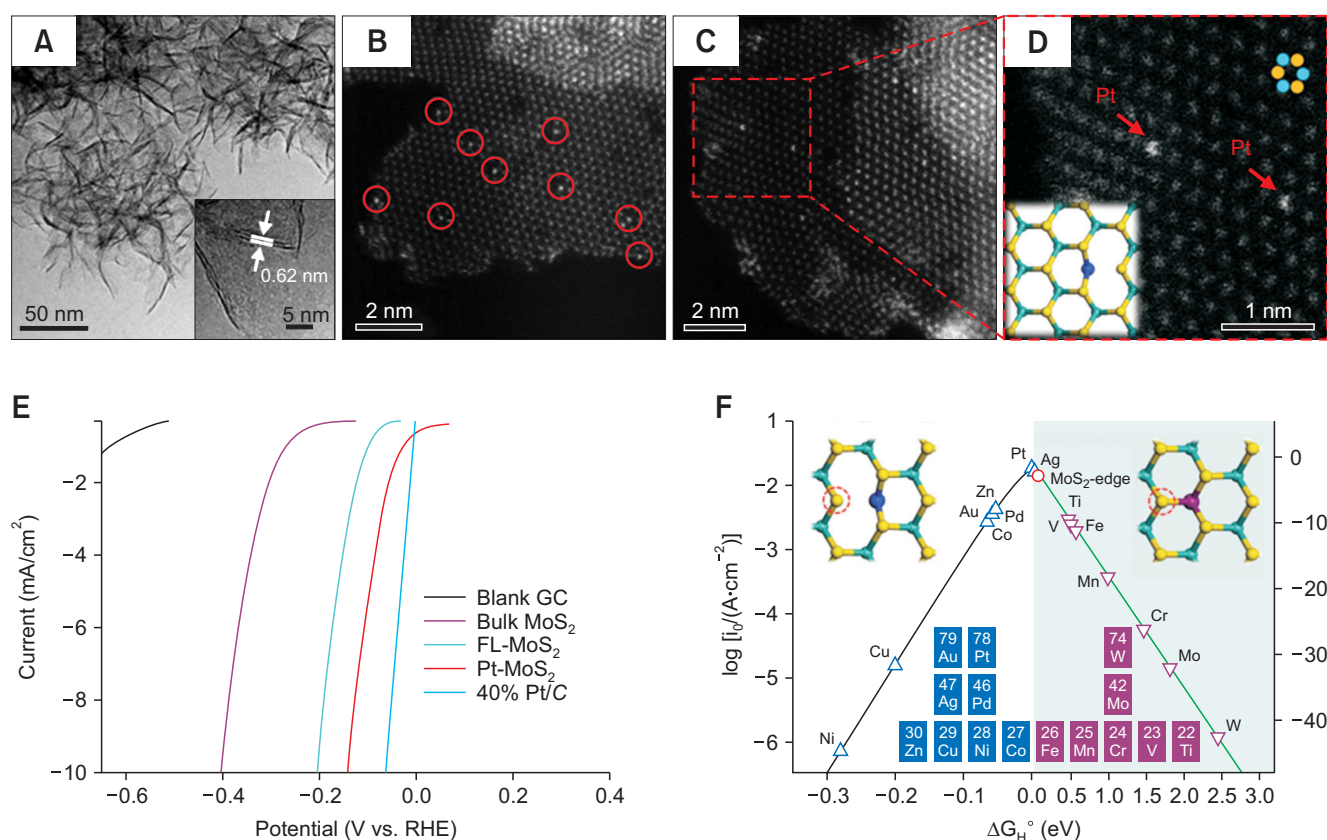 A
0.62 nm
50 nm
5 nm
B
2 nm
C
2 nm
D
Pt
Pt
1 nm
E
Current (mA/cm²)
−2
−4
−6
−8
−10
−0.6
−0.4
−0.2
0.0
0.2
0.4
Potential (V vs. RHE)
Blank GC
Bulk MoS₂
FL-MoS₂
Pt-MoS₂
40% Pt/C
F
log [i₀/(A·cm⁻²)]
1
−1
−2
−3
−4
−5
−6
0
−10
−20
−30
−40
Pt
Ag
MoS₂-edge
Zn
Au
Pd
Co
Ti
V
Fe
Mn
Cr
Cu
Mo
Ni
W
79
Au
78
Pt
74
W
47
Ag
46
Pd
42
Mo
30
Zn
29
Cu
28
Ni
27
Co
26
Fe
25
Mn
24
Cr
23
V
22
Ti
−0.3
−0.2
−0.1
0.0
0.5
1.0
1.5
2.0
2.5
3.0
ΔG_H° (eV)